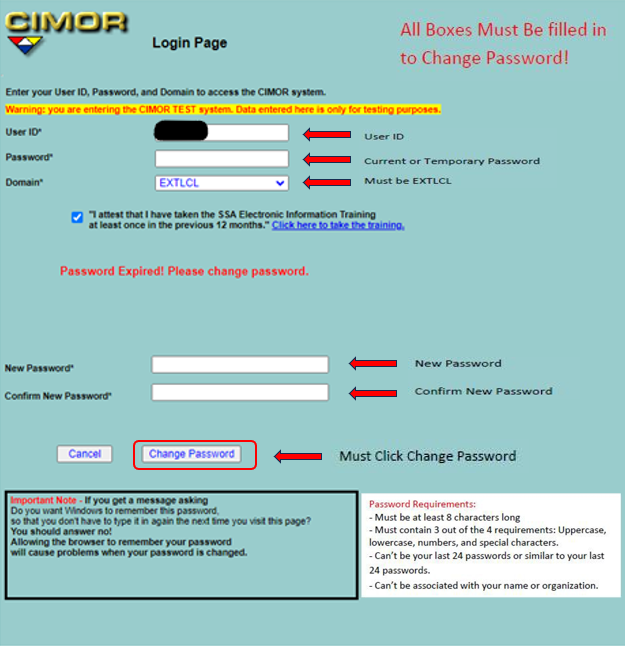 CIMOR
Login Page
All Boxes Must Be filled in
to Change Password!
Enter your User ID, Password, and Domain to access the CIMOR system.
Warning: you are entering the CIMOR TEST system. Data entered here is only for testing purposes.
User ID*
User ID
Password*
Current or Temporary Password
Domain*
EXTLCL
Must be EXTLCL
"I attest that I have taken the SSA Electronic Information Training
at least once in the previous 12 months." Click here to take the training.
Password Expired! Please change password.
New Password*
New Password
Confirm New Password*
Confirm New Password
Cancel
Change Password
Must Click Change Password
Important Note - If you get a message asking
Do you want Windows to remember this password,
so that you don't have to type it in again the next time you visit this page?
You should answer no!
Allowing the browser to remember your password
will cause problems when your password is changed.
Password Requirements:
- Must be at least 8 characters long
- Must contain 3 out of the 4 requirements: Uppercase,
lowercase, numbers, and special characters.
- Can't be your last 24 passwords or similar to your last
24 passwords.
- Can't be associated with your name or organization.